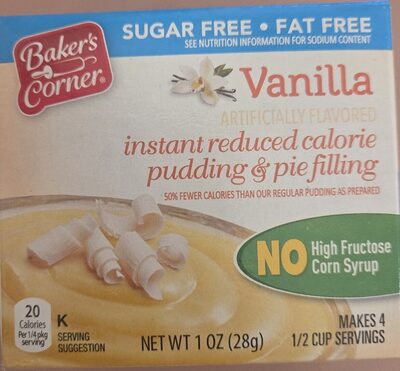 SUGAR FREE • FAT FREE
SEE NUTRITION INFORMATION FOR SODIUM CONTENT
Baker's
Corner®
Vanilla
ARTIFICIALLY FLAVORED
instant reduced calorie
pudding & pie filling
50% FEWER CALORIES THAN OUR REGULAR PUDDING AS PREPARED
NO High Fructose
Corn Syrup
20
Calories
Per 1/4 pkg
serving
K
SERVING
SUGGESTION
NET WT 1 OZ (28g)
MAKES 4
1/2 CUP SERVINGS